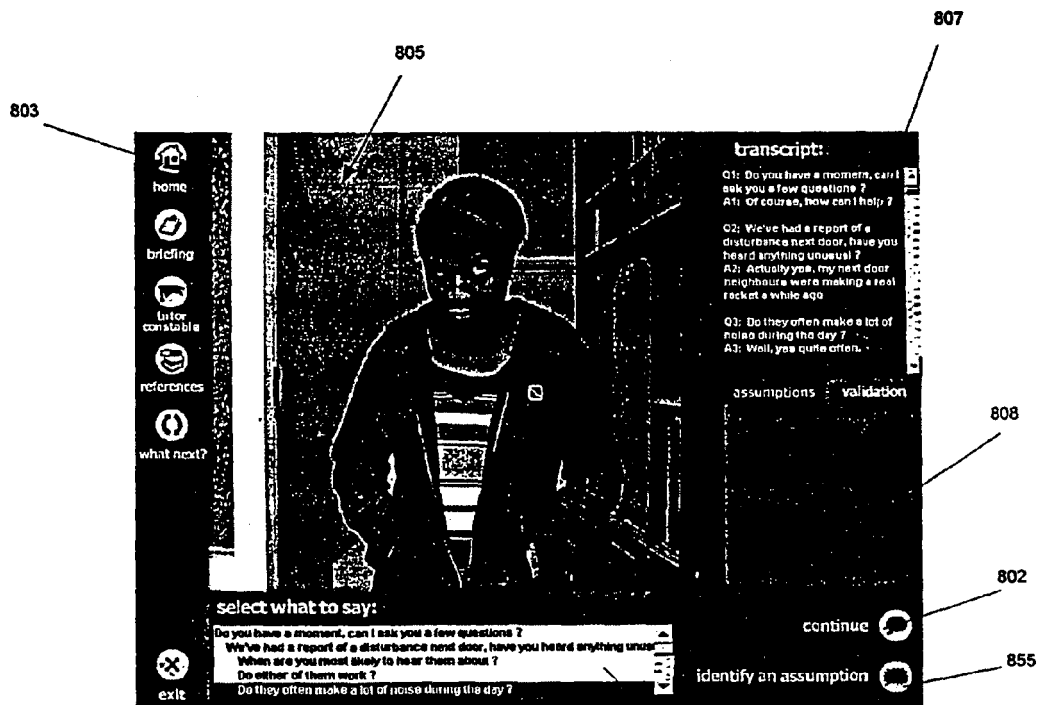 805
807
803
home
briefing
tutor
constable
references
what next?
exit
transcript:
Q1: Do you have a moment, can I
ask you a few questions ?
A1: Of course, how can I help ?
Q2: We've had a report of a
disturbance next door, have you
heard anything unusual ?
A2: Actually yes, my next door
neighbours were making a real
racket a while ago
Q3: Do they often make a lot of
noise during the day ?
A3: Well, yes quite often.
assumptions validation
808
select what to say:
Do you have a moment, can I ask you a few questions ?
We've had a report of a disturbance next door, have you heard anything unusu
When are you most likely to hear them about ?
Do either of them work ?
Do they often make a lot of noise during the day ?
802
continue
855
identify an assumption